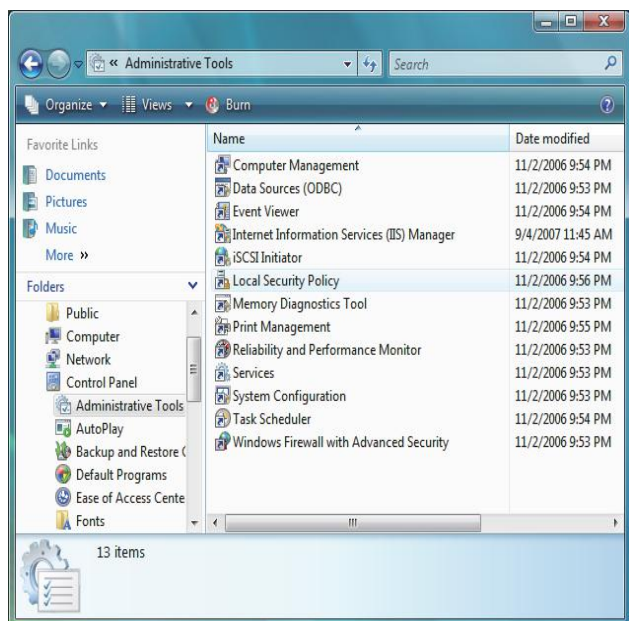 « Administrative Tools
Search
Organize Views Burn
Favorite Links
Documents
Pictures
Music
More »
Folders
Public
Computer
Network
Control Panel
Administrative Tools
AutoPlay
Backup and Restore C
Default Programs
Ease of Access Cente
Fonts
Name Date modified
Computer Management 11/2/2006 9:54 PM
Data Sources (ODBC) 11/2/2006 9:53 PM
Event Viewer 11/2/2006 9:54 PM
Internet Information Services (IIS) Manager 9/4/2007 11:45 AM
iSCSI Initiator 11/2/2006 9:54 PM
Local Security Policy 11/2/2006 9:56 PM
Memory Diagnostics Tool 11/2/2006 9:53 PM
Print Management 11/2/2006 9:55 PM
Reliability and Performance Monitor 11/2/2006 9:53 PM
Services 11/2/2006 9:53 PM
System Configuration 11/2/2006 9:53 PM
Task Scheduler 11/2/2006 9:54 PM
Windows Firewall with Advanced Security 11/2/2006 9:53 PM
13 items